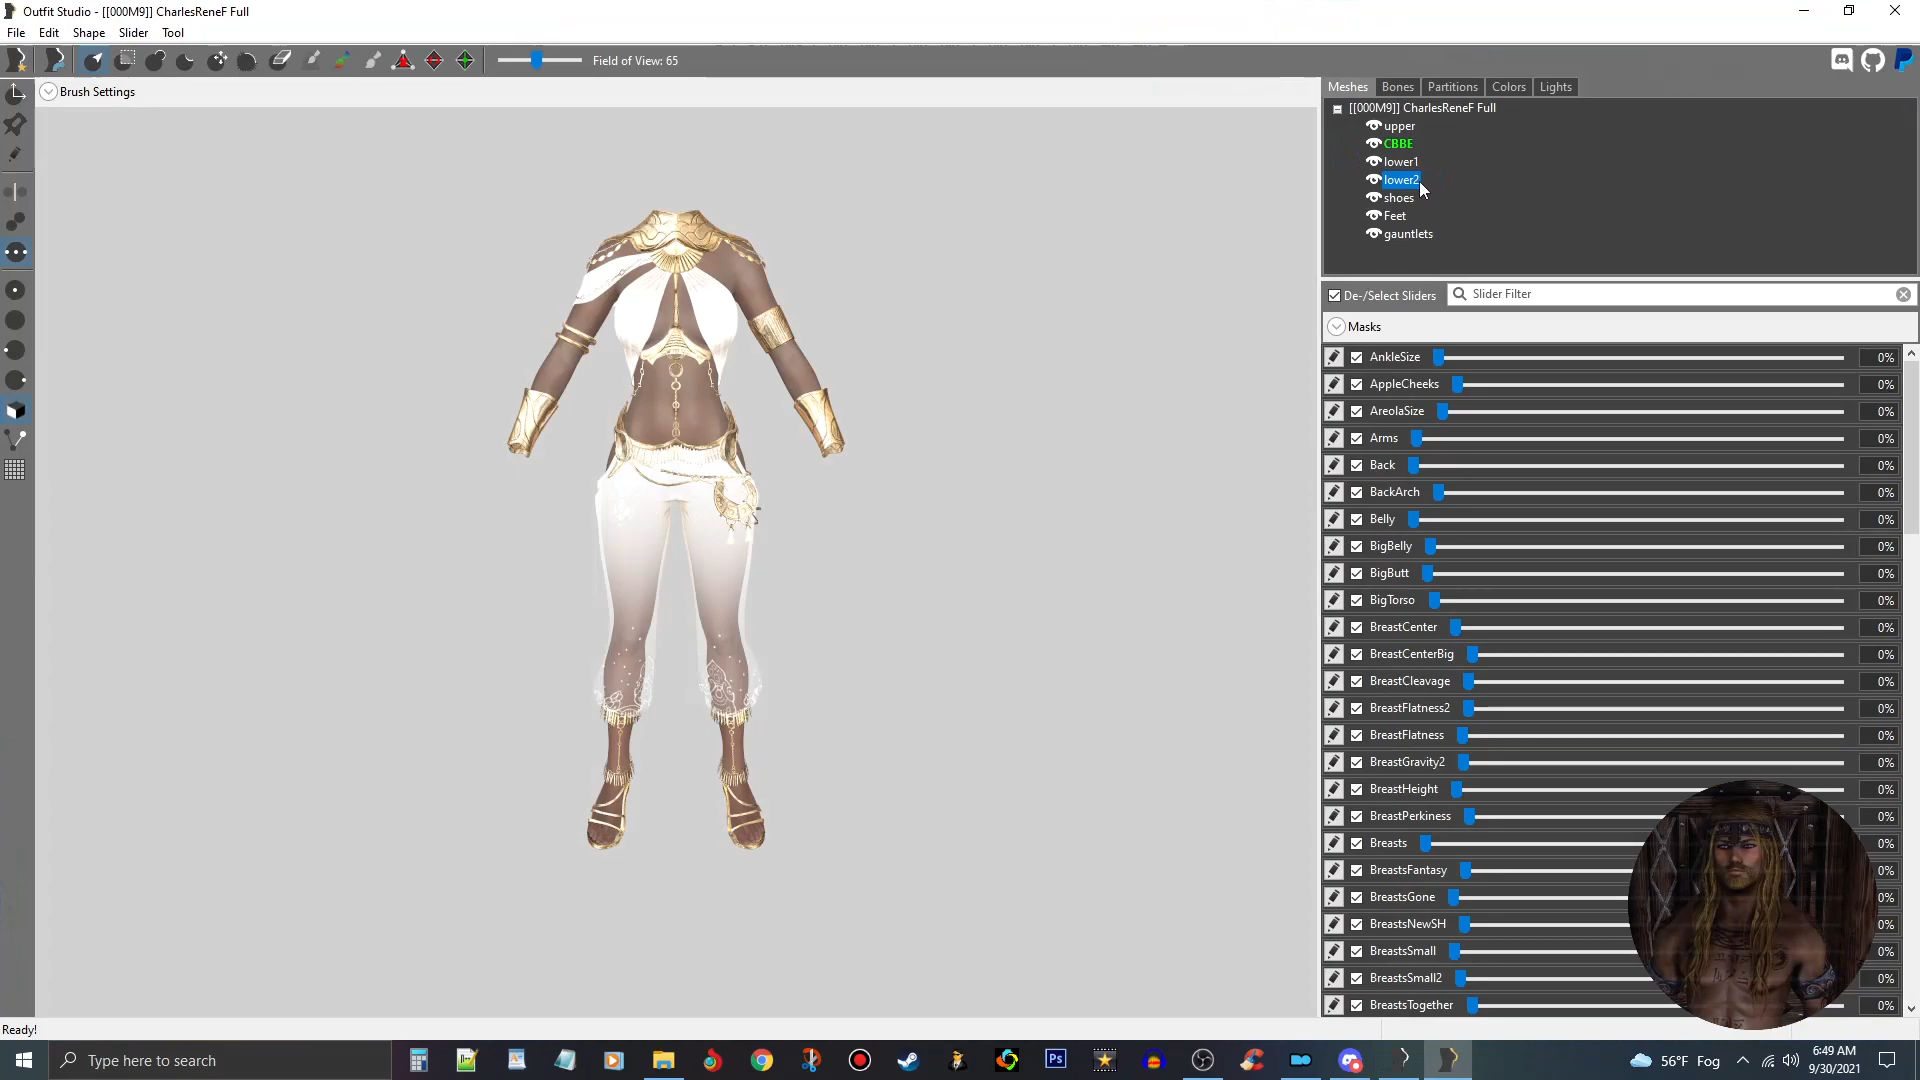 Outfit Studio - [[000M9]] CharlesReneF Full
File Edit Shape Slider Tool
Field of View: 65
Brush Settings
Meshes Bones Partitions Colors Lights
[[000M9]] CharlesReneF Full
upper
CBBE
lower1
lower2
shoes
Feet
gauntlets
De-/Select Sliders Slider Filter
Masks
AnkleSize 0%
AppleCheeks 0%
AreolaSize 0%
Arms 0%
Back 0%
BackArch 0%
Belly 0%
BigBelly 0%
BigButt 0%
BigTorso 0%
BreastCenter 0%
BreastCenterBig 0%
BreastCleavage 0%
BreastFlatness2 0%
BreastFlatness 0%
BreastGravity2 0%
BreastHeight 0%
BreastPerkiness 0%
Breasts 0%
BreastsFantasy 0%
BreastsGone 0%
BreastsNewSH 0%
BreastsSmall 0%
BreastsSmall2 0%
BreastsTogether 0%
Ready!
Type here to search
Ps
56°F Fog
6:49 AM
9/30/2021